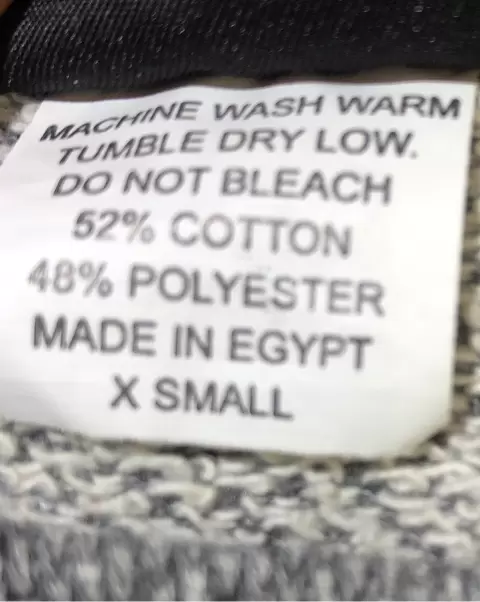 MACHINE WASH WARM
TUMBLE DRY LOW.
DO NOT BLEACH
52% COTTON
48% POLYESTER
MADE IN EGYPT
X SMALL